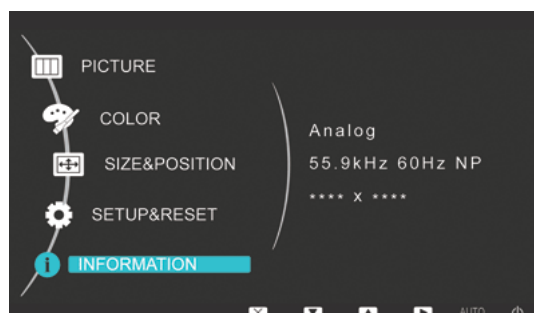 PICTURE
COLOR
SIZE&POSITION
SETUP&RESET
INFORMATION
Analog
55.9kHz 60Hz NP
**** x ****
AUTO